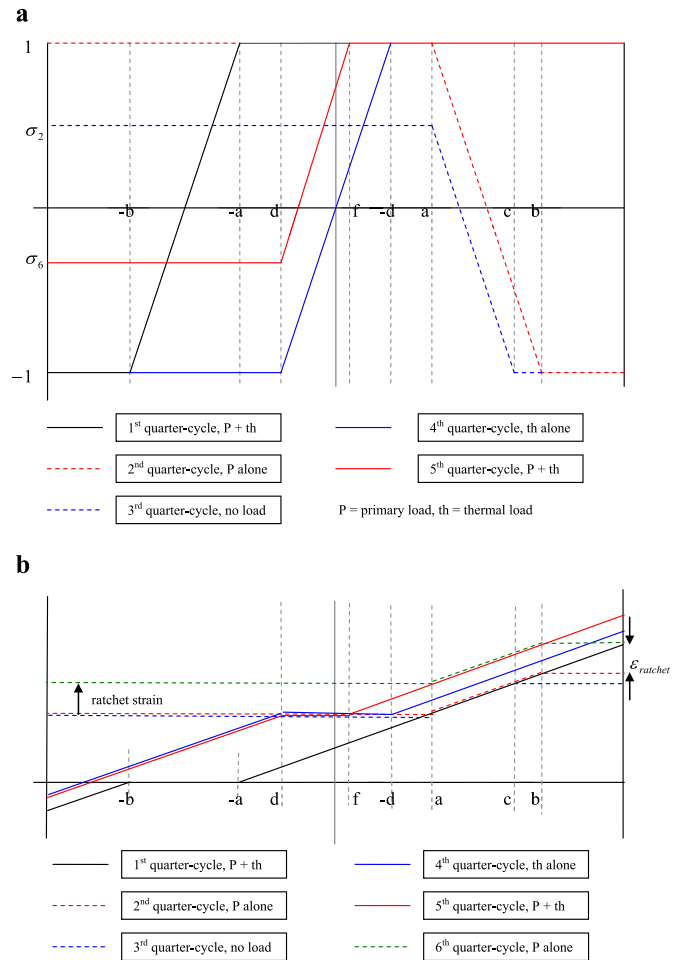 a
1
σ2
-b -a d f -d a c b
σ6
−1
1st quarter-cycle, P + th
4th quarter-cycle, th alone
2nd quarter-cycle, P alone
5th quarter-cycle, P + th
3rd quarter-cycle, no load
P = primary load, th = thermal load
b
εratchet
ratchet strain
-b -a d f -d a c b
1st quarter-cycle, P + th
4th quarter-cycle, th alone
2nd quarter-cycle, P alone
5th quarter-cycle, P + th
3rd quarter-cycle, no load
6th quarter-cycle, P alone